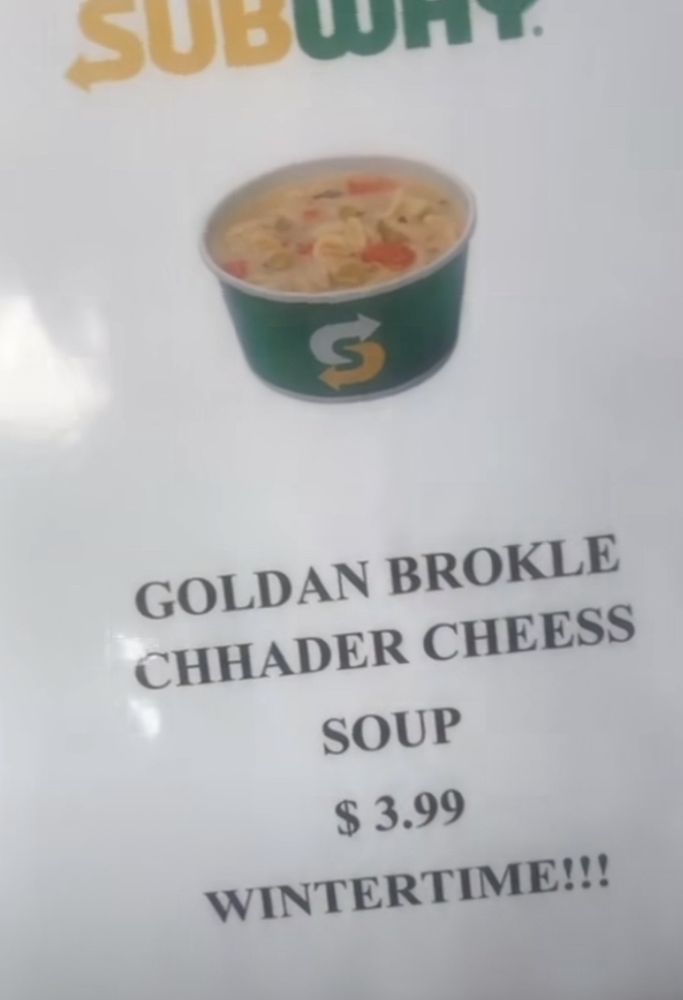 SUBWAY
GOLDAN BROKLE
CHHADER CHEESS
SOUP
$ 3.99
WINTERTIME!!!